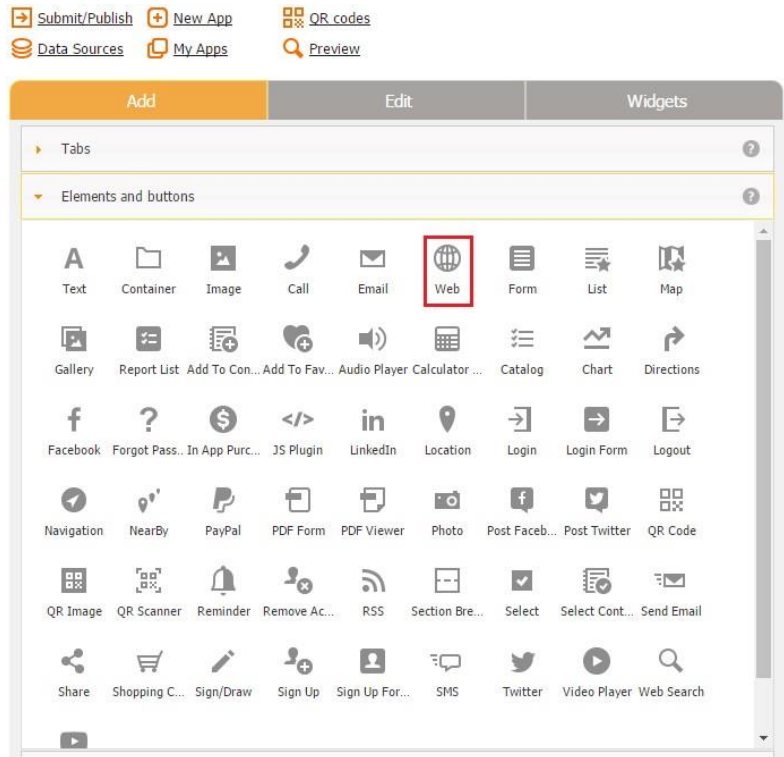 Submit/Publish New App QR codes
Data Sources My Apps Preview
Add Edit Widgets
Tabs
Elements and buttons
Text Container Image Call Email Web Form List Map
Gallery Report List Add To Con... Add To Fav... Audio Player Calculator ... Catalog Chart Directions
Facebook Forgot Pass... In App Purc... JS Plugin LinkedIn Location Login Login Form Logout
Navigation NearBy PayPal PDF Form PDF Viewer Photo Post Faceb... Post Twitter QR Code
QR Image QR Scanner Reminder Remove Ac... RSS Section Bre... Select Select Cont... Send Email
Share Shopping C... Sign/Draw Sign Up Sign Up For... SMS Twitter Video Player Web Search